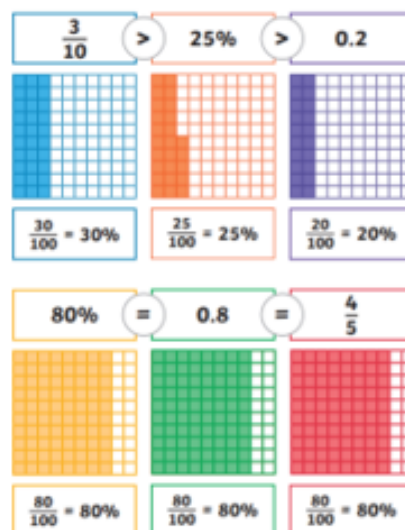 3/10 > 25% > 0.2
30/100 = 30% 25/100 = 25% 20/100 = 20%
80% = 0.8 = 4/5
80/100 = 80% 80/100 = 80% 80/100 = 80%